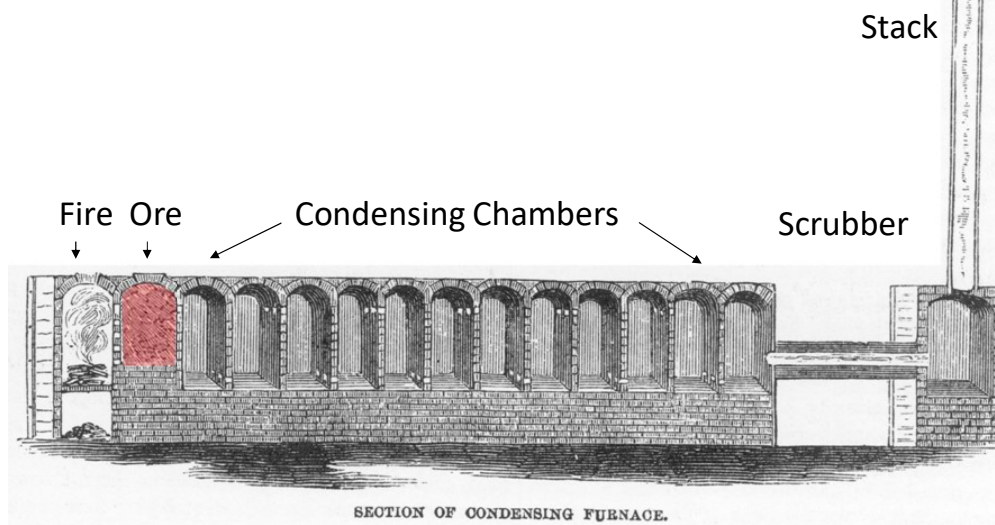 Stack
Fire Ore
Condensing Chambers
Scrubber
SECTION OF CONDENSING FURNACE.